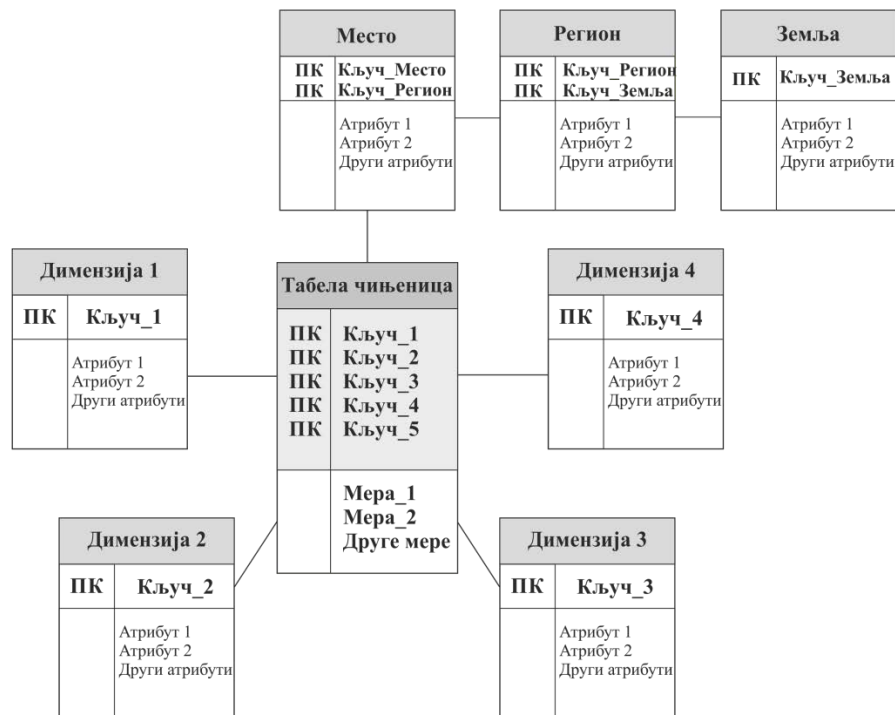 Место
ПК Кључ_Место
ПК Кључ_Регион
Атрибут 1
Атрибут 2
Други атрибути
Регион
ПК Кључ_Регион
ПК Кључ_Земља
Атрибут 1
Атрибут 2
Други атрибути
Земља
ПК Кључ_Земља
Атрибут 1
Атрибут 2
Други атрибути
Димензија 1
ПК Кључ_1
Атрибут 1
Атрибут 2
Други атрибути
Табела чињеница
ПК Кључ_1
ПК Кључ_2
ПК Кључ_3
ПК Кључ_4
ПК Кључ_5
Мера_1
Мера_2
Друге мере
Димензија 4
ПК Кључ_4
Атрибут 1
Атрибут 2
Други атрибути
Димензија 2
ПК Кључ_2
Атрибут 1
Атрибут 2
Други атрибути
Димензија 3
ПК Кључ_3
Атрибут 1
Атрибут 2
Други атрибути